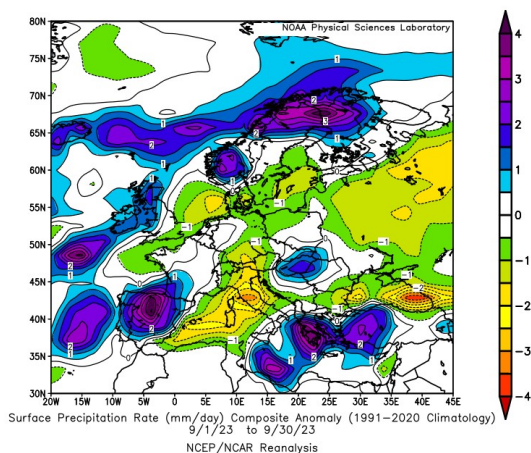 NOAA Physical Sciences Laboratory
80N
75N
70N
65N
60N
55N
50N
45N
40N
35N
30N
20W 15W 10W 5W 0 5E 10E 15E 20E 25E 30E 35E 40E 45E
4
3
2
1
0
-1
-2
-3
-4
Surface Precipitation Rate (mm/day) Composite Anomaly (1991-2020 Climatology)
9/1/23 to 9/30/23
NCEP/NCAR Reanalysis